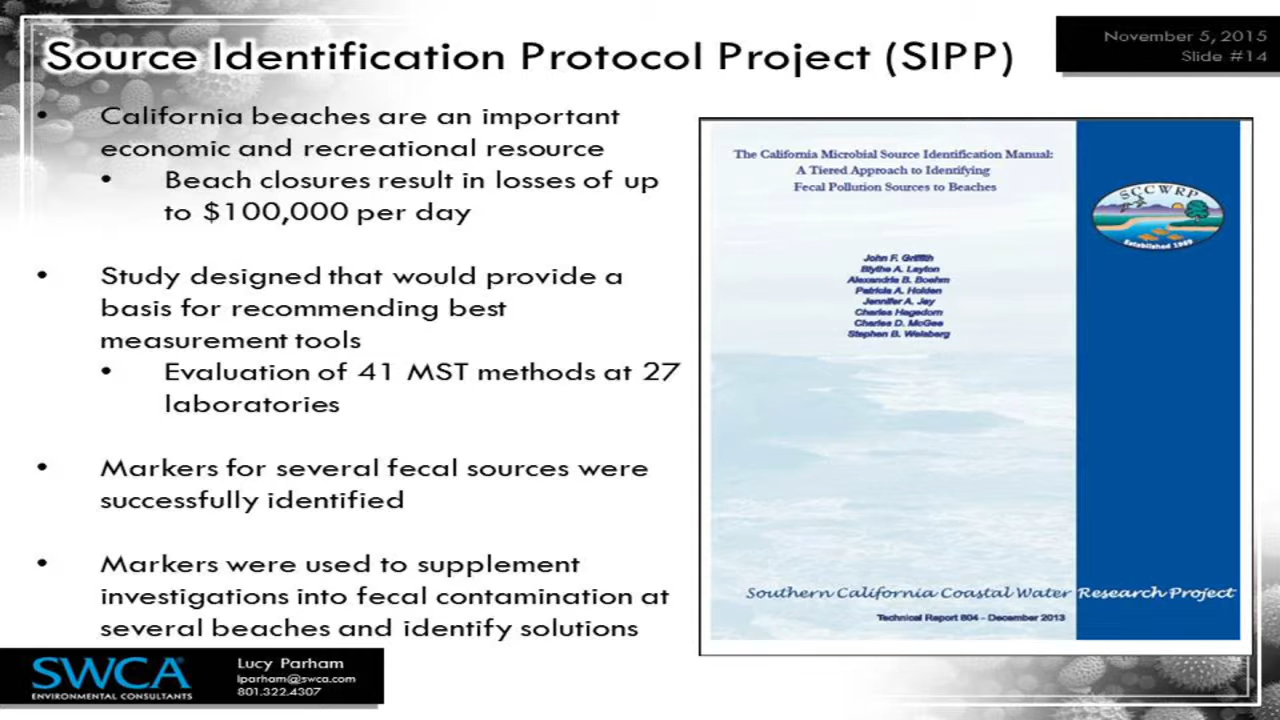 Source Identification Protocol Project (SIPP)
November 5, 2015
Slide #14
• California beaches are an important
economic and recreational resource
• Beach closures result in losses of up
to $100,000 per day
• Study designed that would provide a
basis for recommending best
measurement tools
• Evaluation of 41 MST methods at 27
laboratories
• Markers for several fecal sources were
successfully identified
• Markers were used to supplement
investigations into fecal contamination at
several beaches and identify solutions
The California Microbial Source Identification Manual:
A Tiered Approach to Identifying
Fecal Pollution Sources to Beaches
SCCWRP
Established 1969
John F. Griffith
Blythe A. Layton
Alexandria B. Boehm
Patricia A. Holden
Jennifer A. Jay
Charles Hagedorn
Charles D. McGee
Stephen B. Weisberg
Southern California Coastal Water Research Project
Technical Report 804 - December 2013
SWCA
ENVIRONMENTAL CONSULTANTS
Lucy Parham
lparham@swca.com
801.322.4307